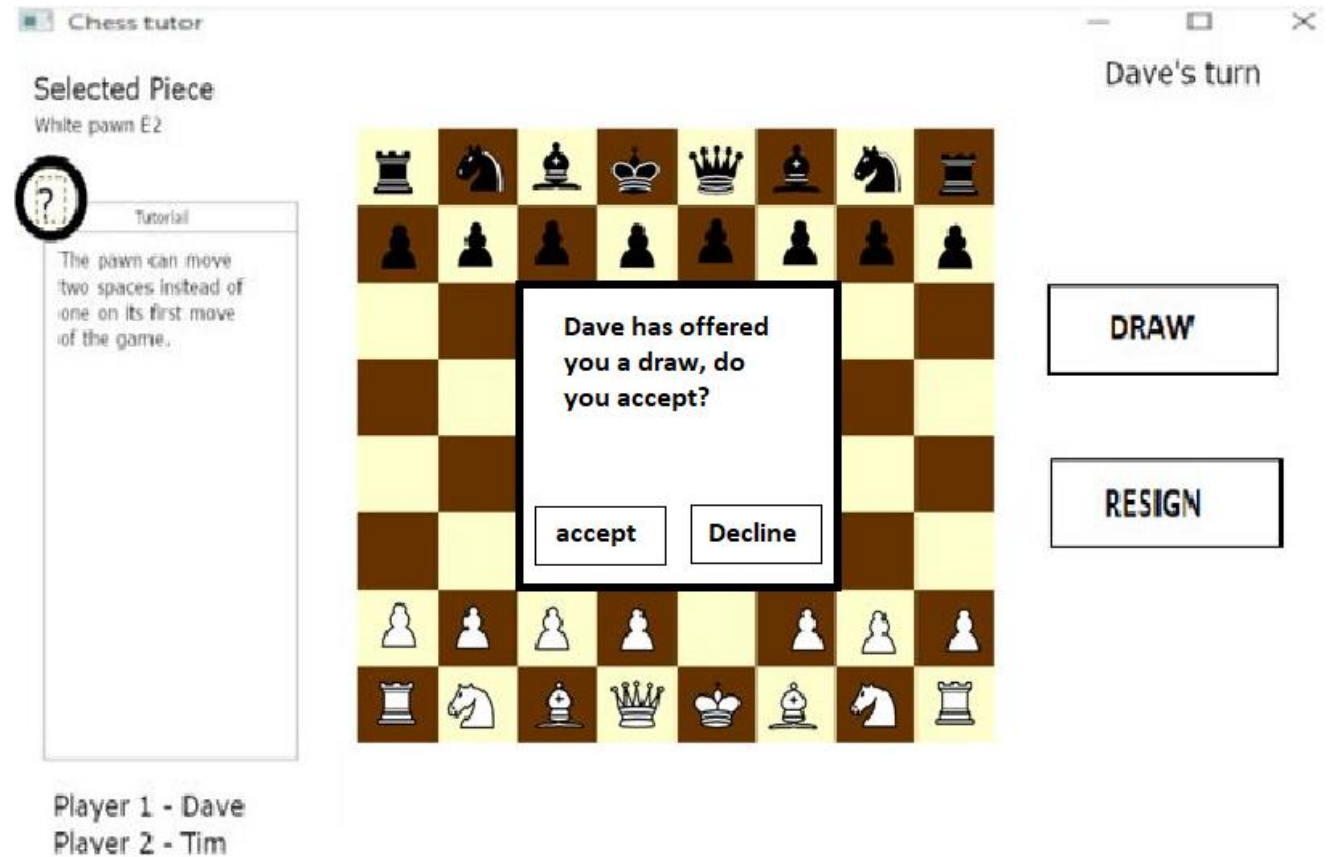 Chess tutor
Dave's turn
Selected Piece
White pawn E2
?
Tutorial
The pawn can move
two spaces instead of
one on its first move
of the game.
Dave has offered
you a draw, do
you accept?
accept
Decline
DRAW
RESIGN
Player 1 - Dave
Player 2 - Tim